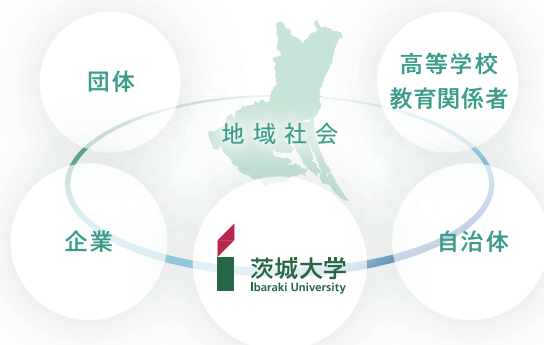 団体
高等学校
教育関係者
地域社会
企業
茨城大学
Ibaraki University
自治体